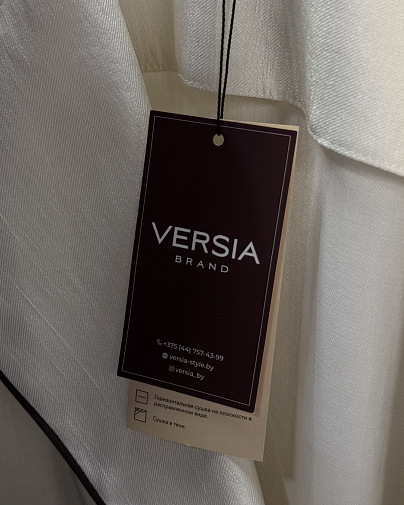 VERSIA
BRAND
+375 (44) 757-43-99
versia-style.by
versia_by
Горизонтальная сушка на плоскости в
расправленном виде.
Сушка в тени.